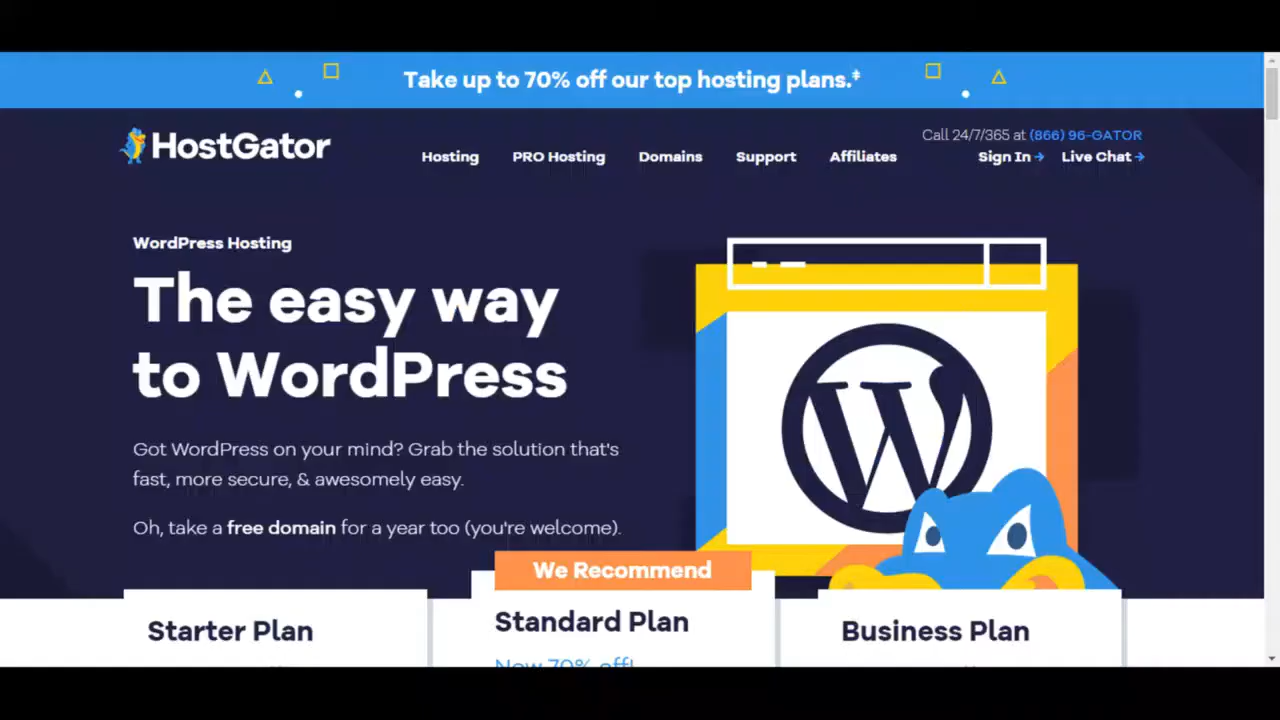 Take up to 70% off our top hosting plans.‡
Call 24/7/365 at (866) 96-GATOR
HostGator
Hosting PRO Hosting Domains Support Affiliates Sign In → Live Chat →
WordPress Hosting
The easy way
to WordPress
Got WordPress on your mind? Grab the solution that's
fast, more secure, & awesomely easy.
Oh, take a free domain for a year too (you're welcome).
W
We Recommend
Starter Plan
Standard Plan
Business Plan
Now 70% off!